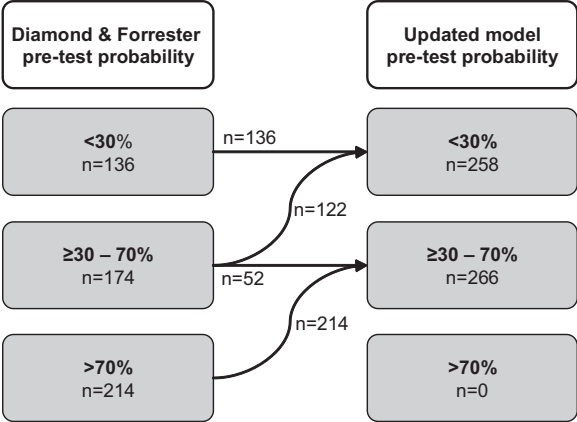 Diamond & Forrester
pre-test probability
Updated model
pre-test probability
<30%
n=136
n=136
<30%
n=258
n=122
≥30 – 70%
n=174
n=52
≥30 – 70%
n=266
n=214
>70%
n=214
>70%
n=0